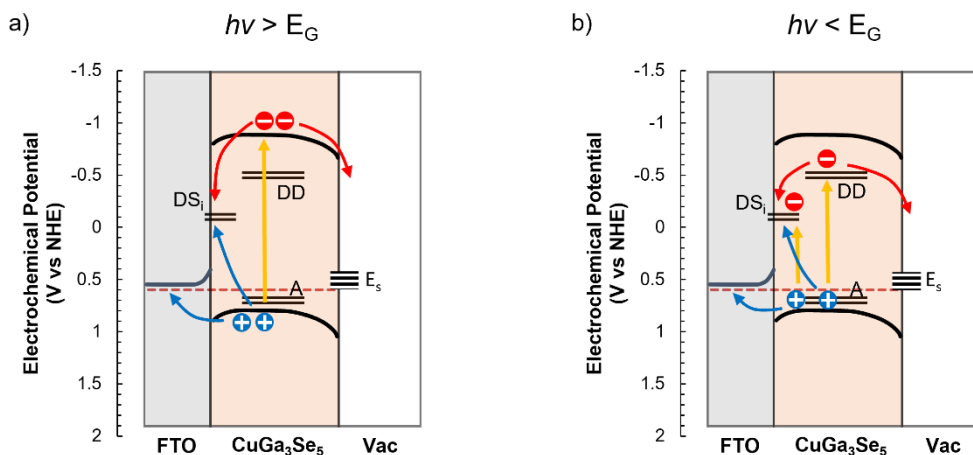 a)
hv > E_G
Electrochemical Potential
(V vs NHE)
-1.5
-1
-0.5
0
0.5
1
1.5
2
DS_i
DD
A
E_s
FTO
CuGa₃Se₅
Vac
b)
hv < E_G
Electrochemical Potential
(V vs NHE)
-1.5
-1
-0.5
0
0.5
1
1.5
2
DS_i
DD
A
E_s
FTO
CuGa₃Se₅
Vac